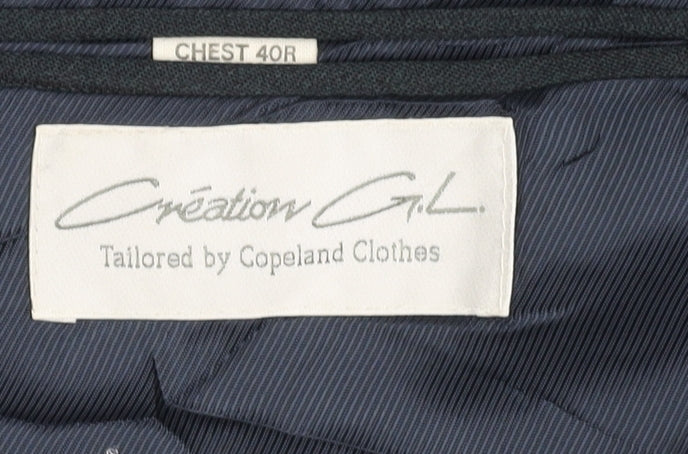 CHEST 40R
Création G.L.
Tailored by Copeland Clothes